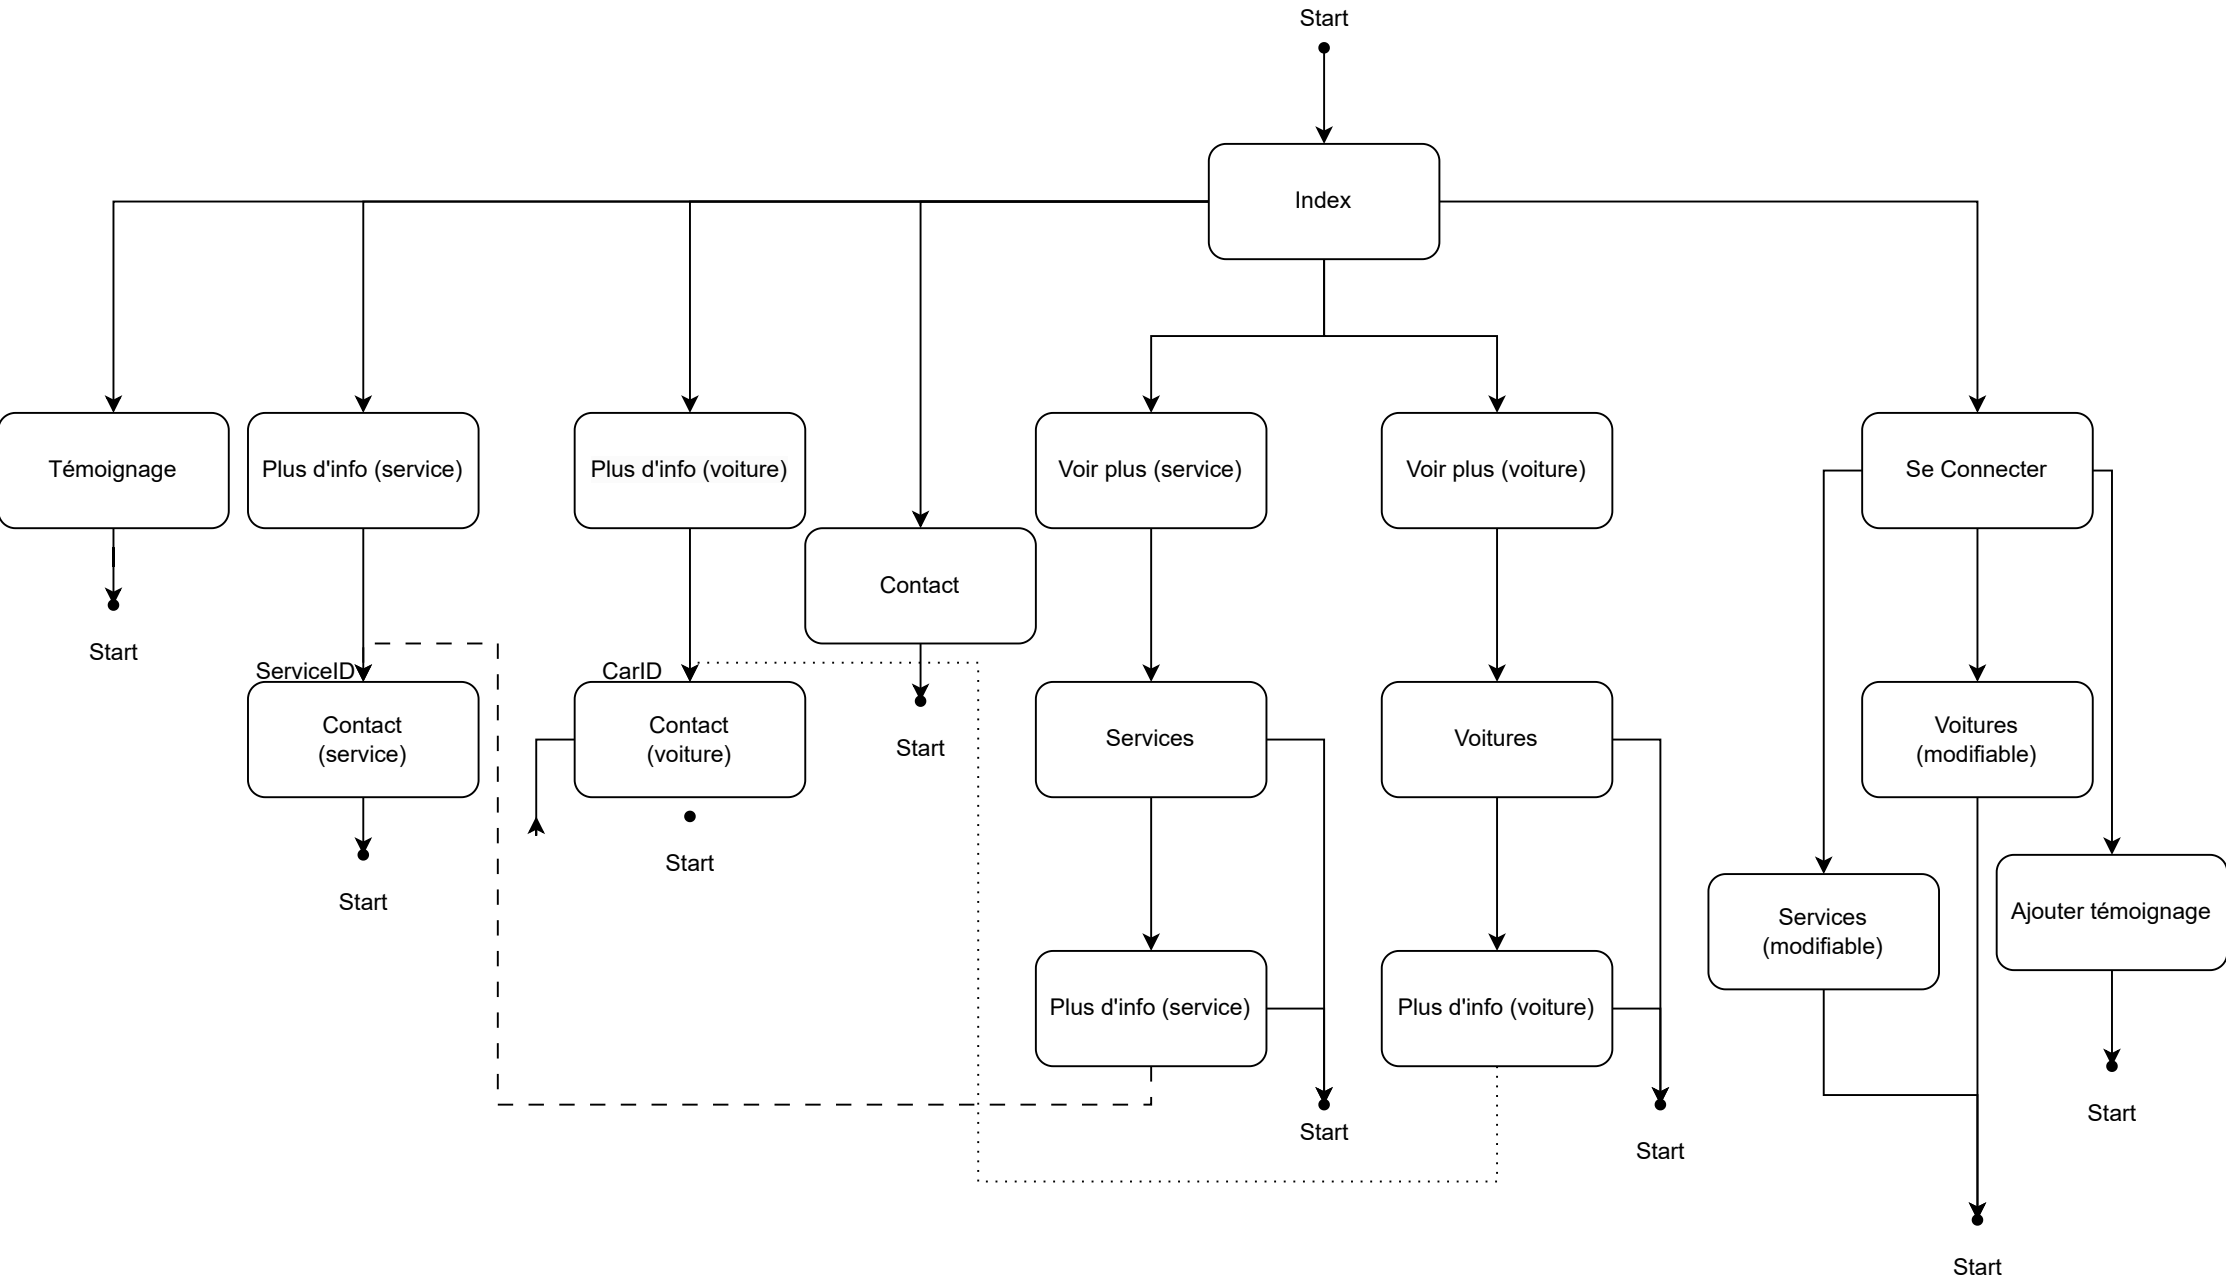 Start
Index
Témoignage
Plus d'info (service)
Plus d'info (voiture)
Voir plus (service)
Voir plus (voiture)
Se Connecter
Contact
Start
ServiceID
CarID
Contact
(service)
Contact
(voiture)
Start
Services
Voitures
Voitures
(modifiable)
Start
Start
Services
(modifiable)
Ajouter témoignage
Plus d'info (service)
Plus d'info (voiture)
Start
Start
Start
Start